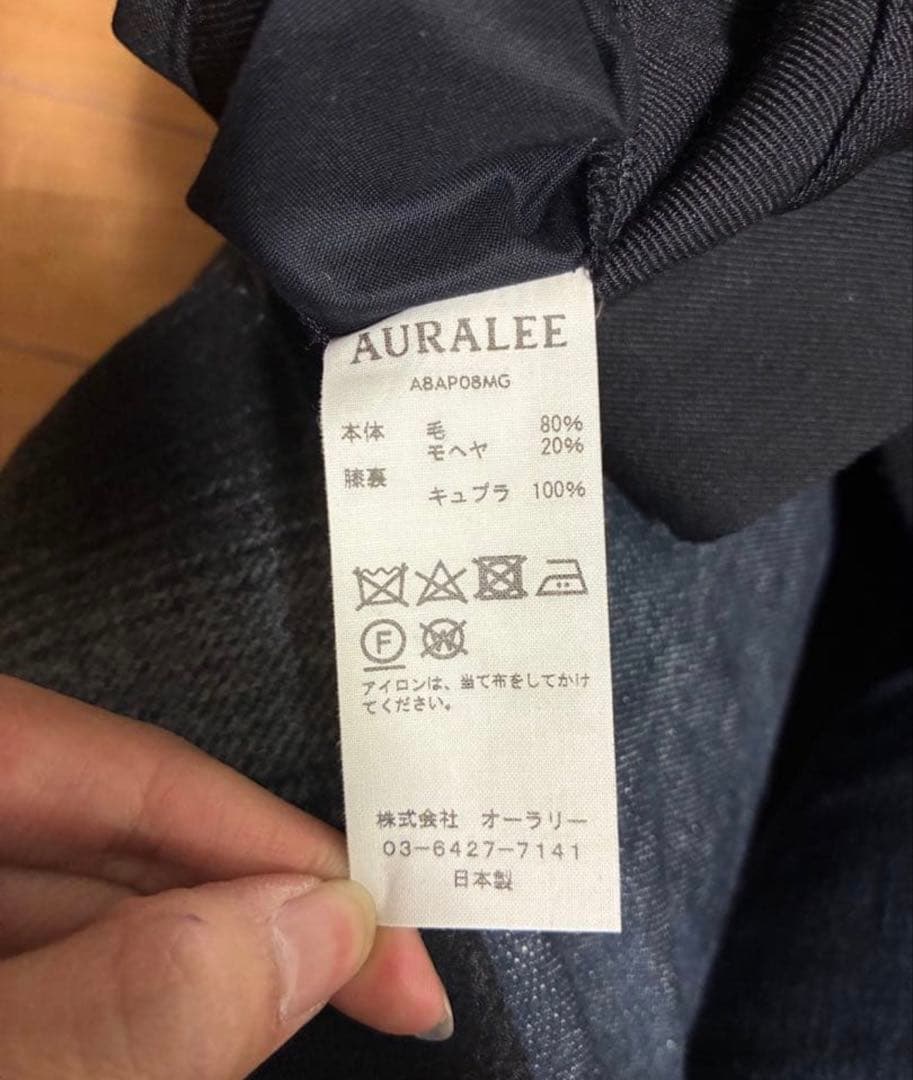 AURALEE
A8AP08MG
本体 毛 80%
モヘヤ 20%
膝裏
キュプラ 100%
F W
アイロンは、当て布をしてかけ
てください。
株式会社 オーラリー
03-6427-7141
日本製